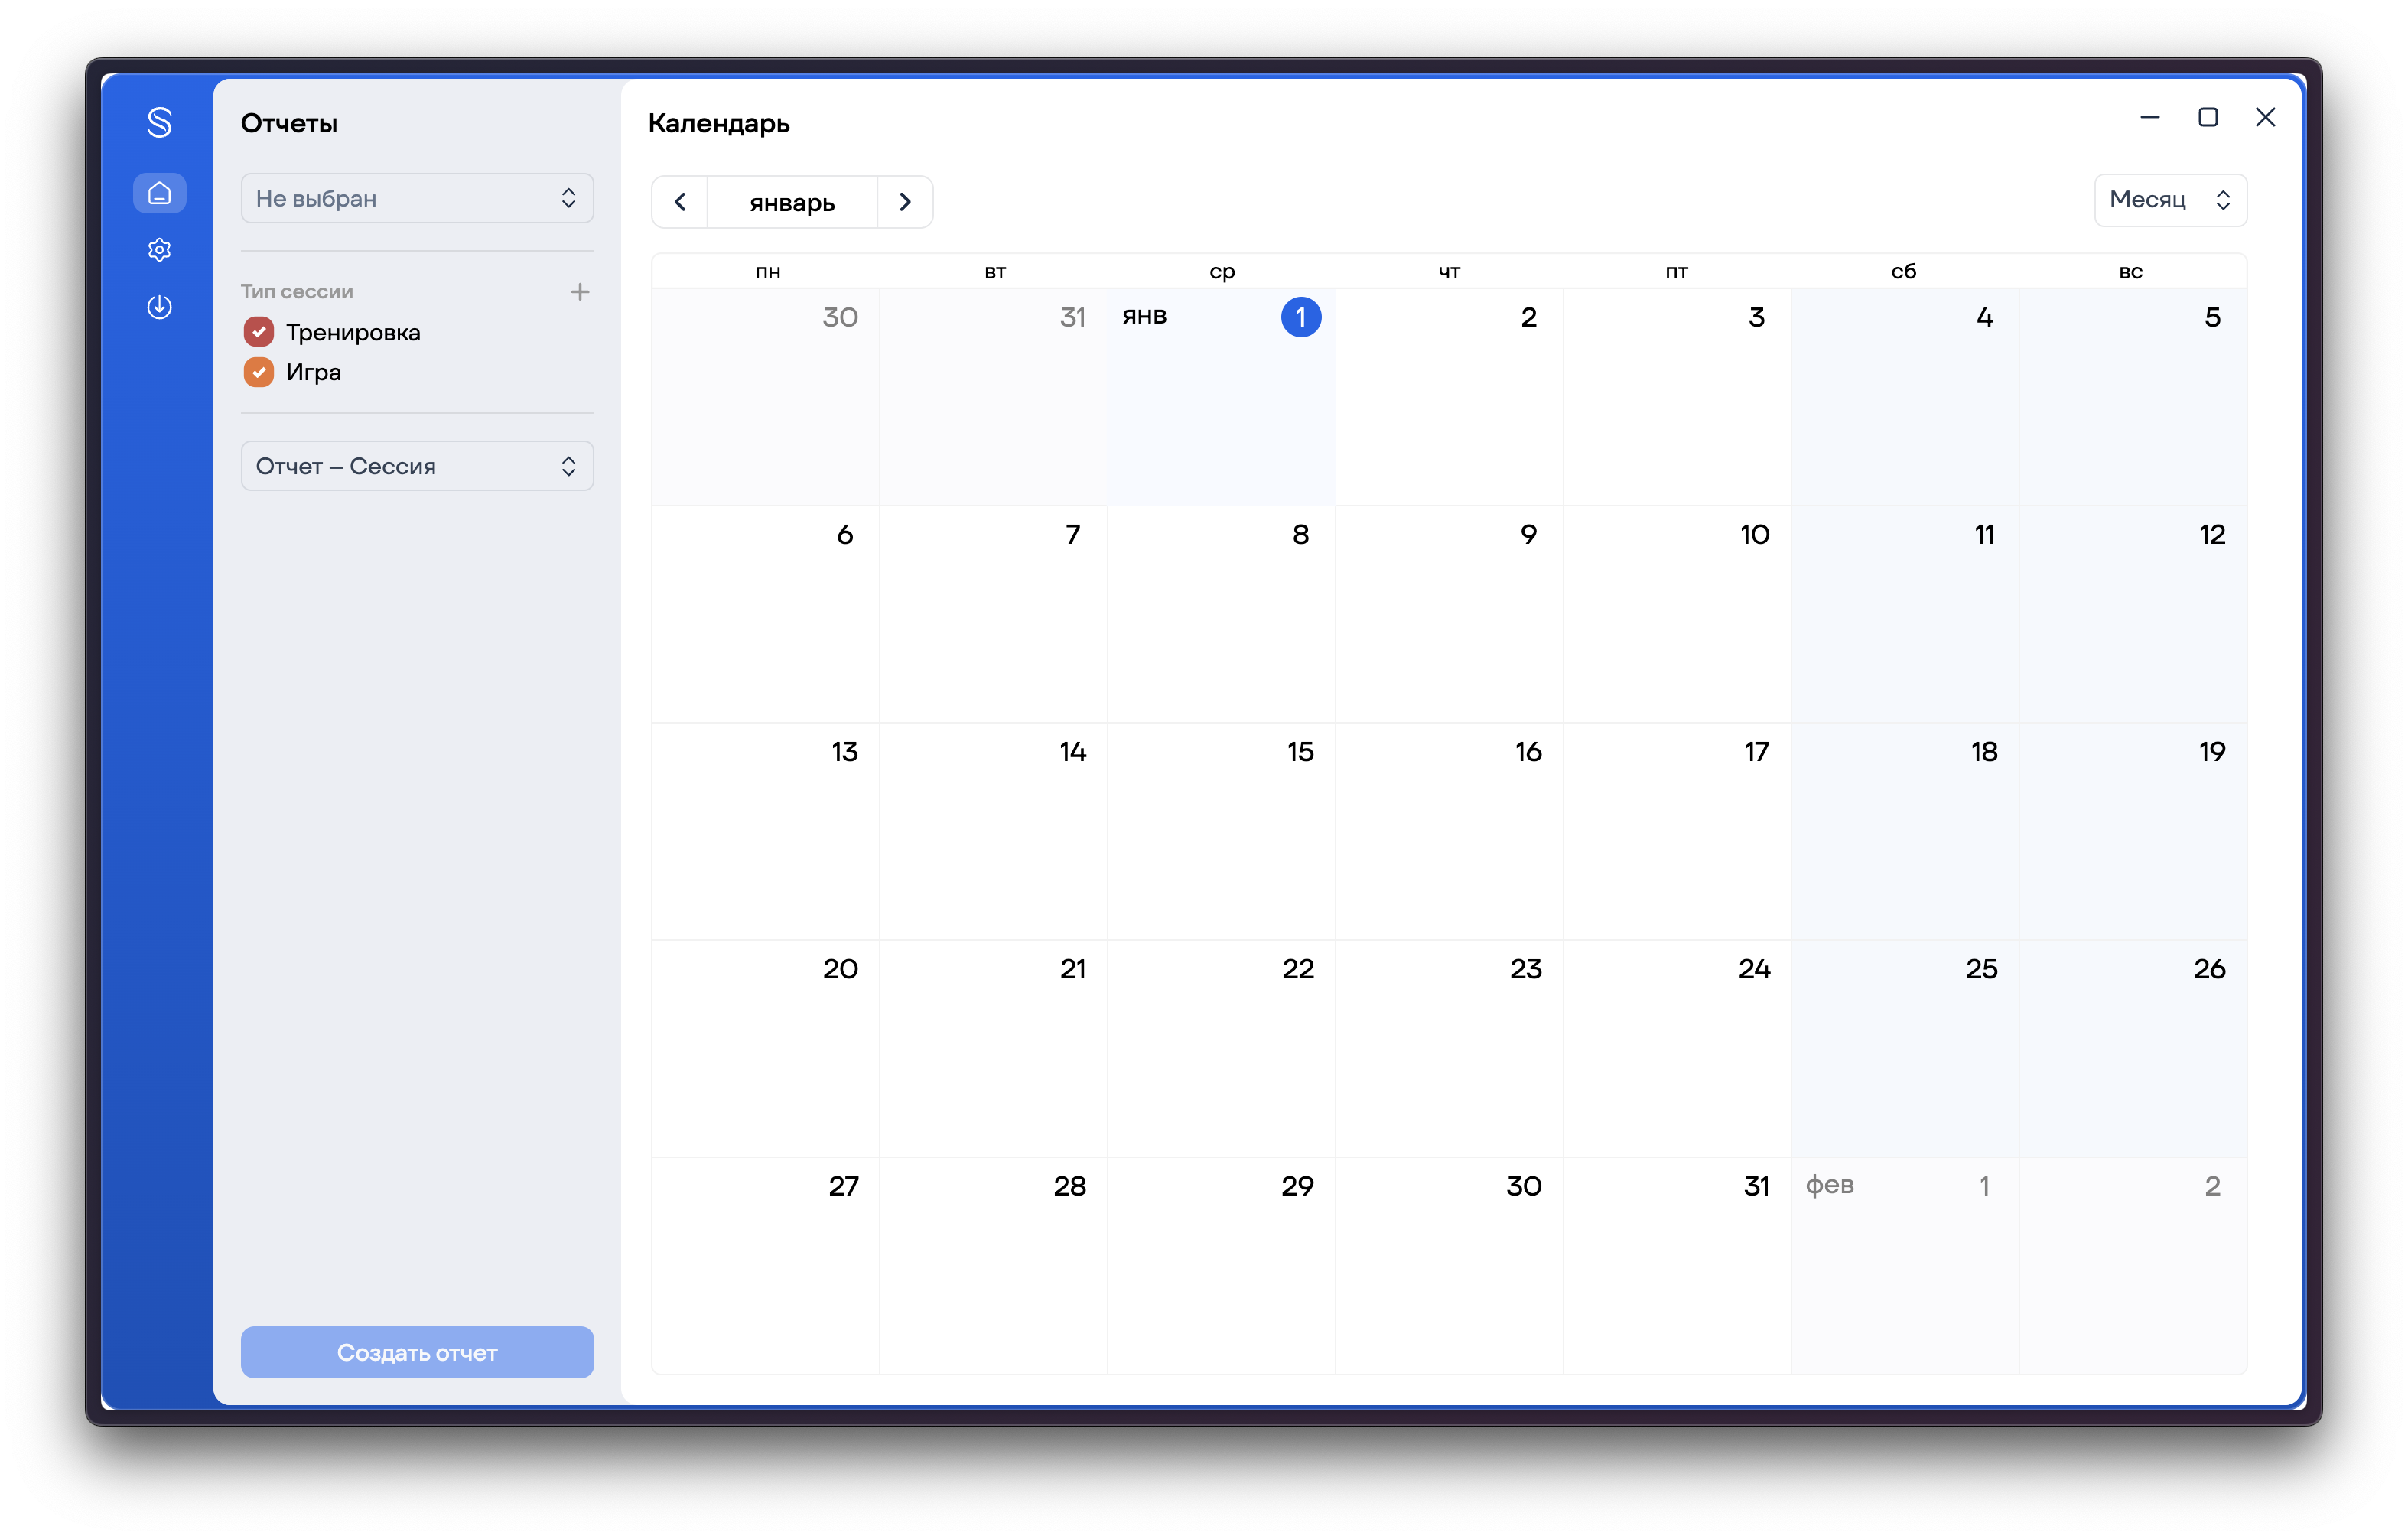 Отчеты
Не выбран
Тип сессии
Тренировка
Игра
Отчет – Сессия
Создать отчет
Календарь
январь
Месяц
пн вт ср чт пт сб вс
30 31 янв 1 2 3 4 5
6 7 8 9 10 11 12
13 14 15 16 17 18 19
20 21 22 23 24 25 26
27 28 29 30 31 фев 1 2